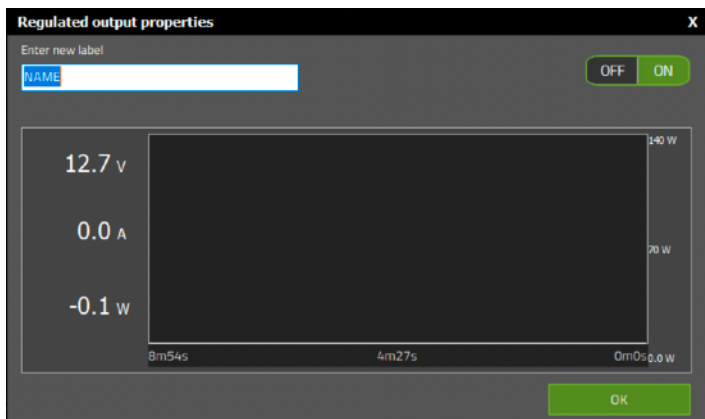 Regulated output properties X
Enter new label
NAME
OFF ON
140 W
12.7 V
0.0 A
70 W
-0.1 W
8m54s 4m27s 0m0s 0.0 W
OK